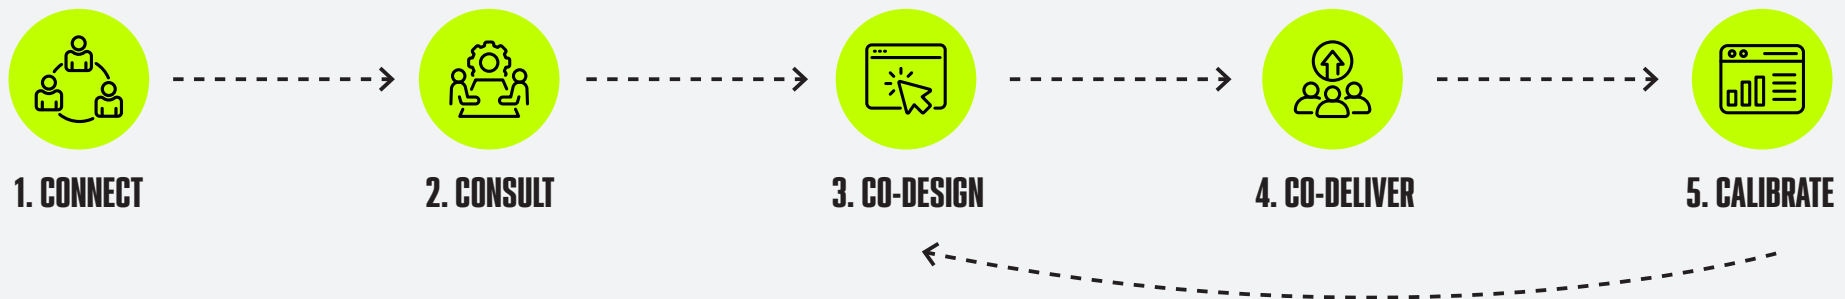 1. CONNECT
2. CONSULT
3. CO-DESIGN
4. CO-DELIVER
5. CALIBRATE